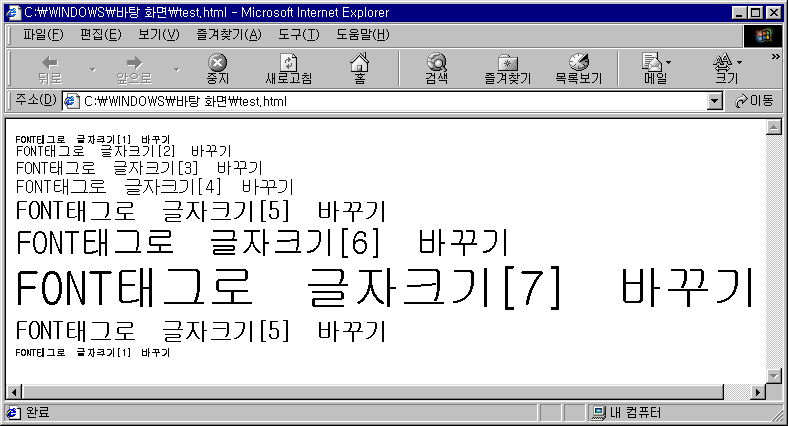 C:₩WINDOWS₩바탕 화면₩test.html - Microsoft Internet Explorer
파일(F) 편집(E) 보기(V) 즐겨찾기(A) 도구(T) 도움말(H)
뒤로 앞으로 중지 새로고침 홈 검색 즐겨찾기 목록보기 메일 크기 »
주소(D) C:₩WINDOWS₩바탕 화면₩test.html 이동
FONT태그로 글자크기[1] 바꾸기
FONT태그로 글자크기[2] 바꾸기
FONT태그로 글자크기[3] 바꾸기
FONT태그로 글자크기[4] 바꾸기
FONT태그로 글자크기[5] 바꾸기
FONT태그로 글자크기[6] 바꾸기
FONT태그로 글자크기[7] 바꾸기
FONT태그로 글자크기[5] 바꾸기
FONT태그로 글자크기[1] 바꾸기
완료 내 컴퓨터